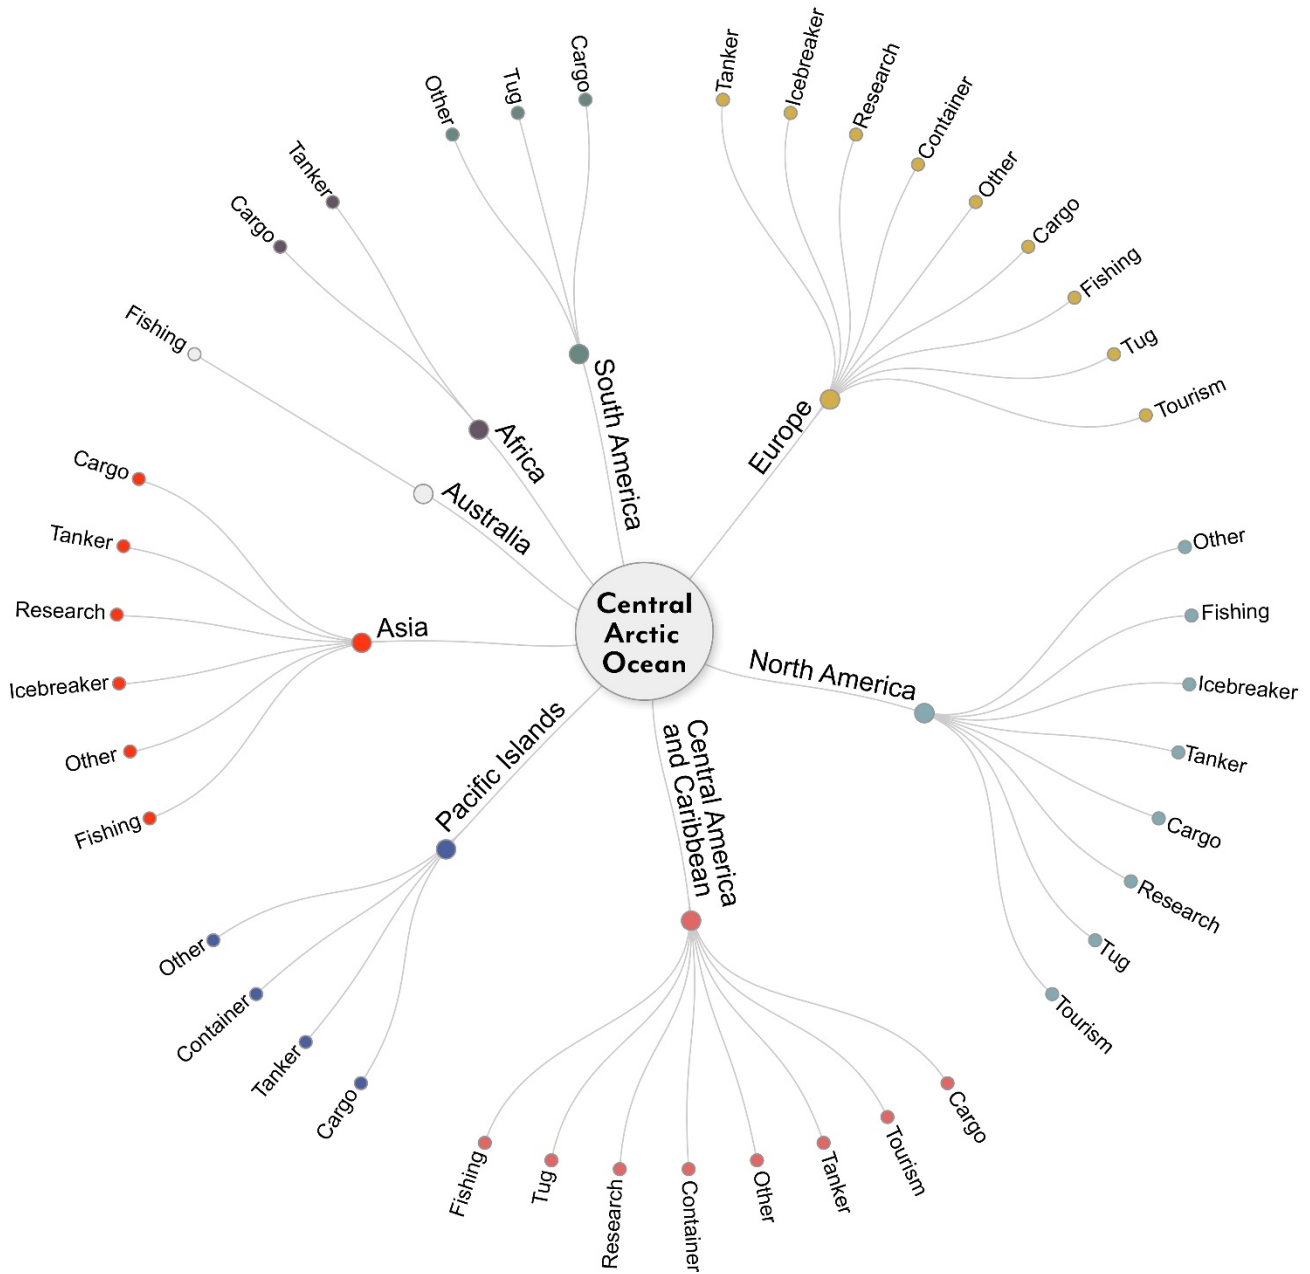 Central
Arctic
Ocean
Europe
Tanker
Icebreaker
Research
Container
Other
Cargo
Fishing
Tug
Tourism
North America
Other
Fishing
Icebreaker
Tanker
Cargo
Research
Tug
Tourism
Central America
and Caribbean
Cargo
Tourism
Tanker
Other
Container
Research
Tug
Fishing
Pacific Islands
Cargo
Tanker
Container
Other
Asia
Fishing
Other
Icebreaker
Research
Tanker
Cargo
Australia
Fishing
Africa
Cargo
Tanker
South America
Other
Tug
Cargo